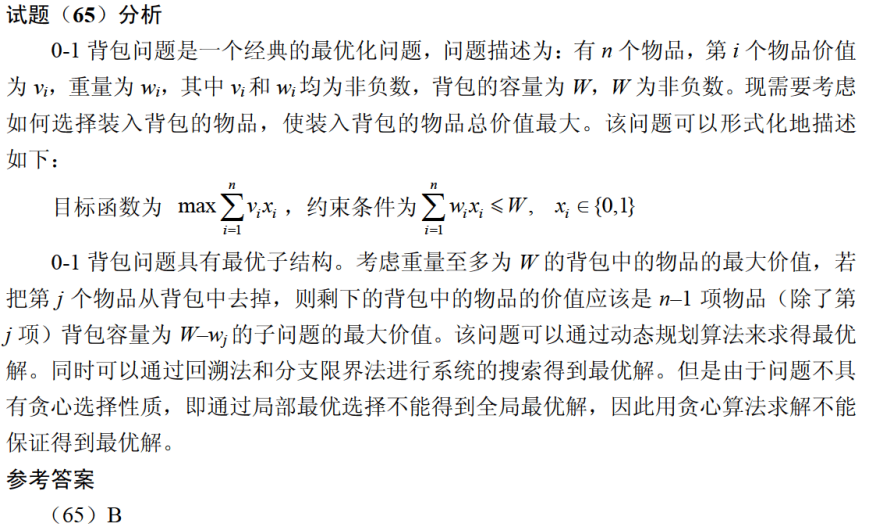 试题（65）分析
0-1 背包问题是一个经典的最优化问题，问题描述为：有 n 个物品，第 i 个物品价值
为 vᵢ，重量为 wᵢ，其中 vᵢ 和 wᵢ 均为非负数，背包的容量为 W，W 为非负数。现需要考虑
如何选择装入背包的物品，使装入背包的物品总价值最大。该问题可以形式化地描述
如下：
目标函数为 max ∑_{i=1}^{n} vᵢxᵢ ，约束条件为 ∑_{i=1}^{n} wᵢxᵢ ⩽ W, xᵢ ∈ {0,1}
0-1 背包问题具有最优子结构。考虑重量至多为 W 的背包中的物品的最大价值，若
把第 j 个物品从背包中去掉，则剩下的背包中的物品的价值应该是 n–1 项物品（除了第
j 项）背包容量为 W–wⱼ 的子问题的最大价值。该问题可以通过动态规划算法来求得最优
解。同时可以通过回溯法和分支限界法进行系统的搜索得到最优解。但是由于问题不具
有贪心选择性质，即通过局部最优选择不能得到全局最优解，因此用贪心算法求解不能
保证得到最优解。
参考答案
（65）B